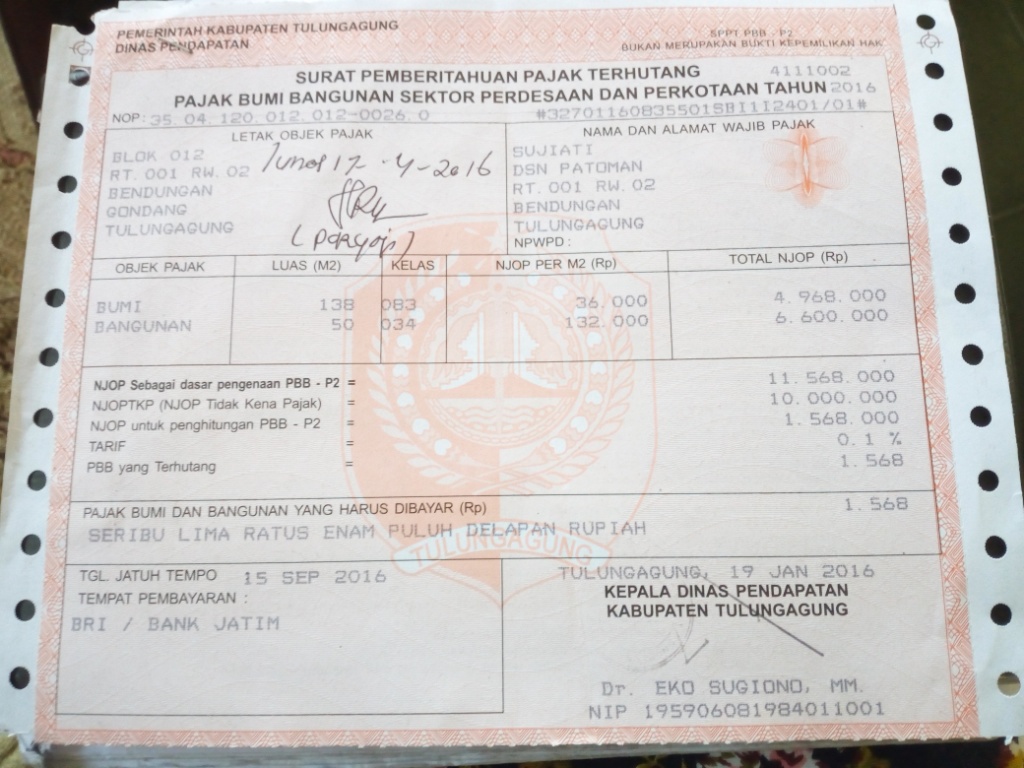 PEMERINTAH KABUPATEN TULUNGAGUNG
DINAS PENDAPATAN
SPPT PBB - P2
BUKAN MERUPAKAN BUKTI KEPEMILIKAN HAK
SURAT PEMBERITAHUAN PAJAK TERHUTANG
4111002
PAJAK BUMI BANGUNAN SEKTOR PERDESAAN DAN PERKOTAAN TAHUN 2016
NOP: 35.04.120.012.012-0026.0
#32701160835501SBI1I2401/01#
LETAK OBJEK PAJAK
BLOK 012
RT. 001 RW. 02
BENDUNGAN
GONDANG
TULUNGAGUNG
17-4-2016
NAMA DAN ALAMAT WAJIB PAJAK
SUJIATI
DSN PATOMAN
RT. 001 RW. 02
BENDUNGAN
TULUNGAGUNG
NPWPD :
OBJEK PAJAK LUAS (M2) KELAS NJOP PER M2 (Rp) TOTAL NJOP (Rp)
BUMI 138 083 36.000 4.968.000
BANGUNAN 50 034 132.000 6.600.000
NJOP Sebagai dasar pengenaan PBB - P2 = 11.568.000
NJOPTKP (NJOP Tidak Kena Pajak) = 10.000.000
NJOP untuk penghitungan PBB - P2 = 1.568.000
TARIF = 0.1 %
PBB yang Terhutang = 1.568
PAJAK BUMI DAN BANGUNAN YANG HARUS DIBAYAR (Rp) 1.568
SERIBU LIMA RATUS ENAM PULUH DELAPAN RUPIAH
TULUNGAGUNG
TGL. JATUH TEMPO 15 SEP 2016
TEMPAT PEMBAYARAN :
BRI / BANK JATIM
TULUNGAGUNG, 19 JAN 2016
KEPALA DINAS PENDAPATAN
KABUPATEN TULUNGAGUNG
Dr. EKO SUGIONO, MM.
NIP 195906081984011001